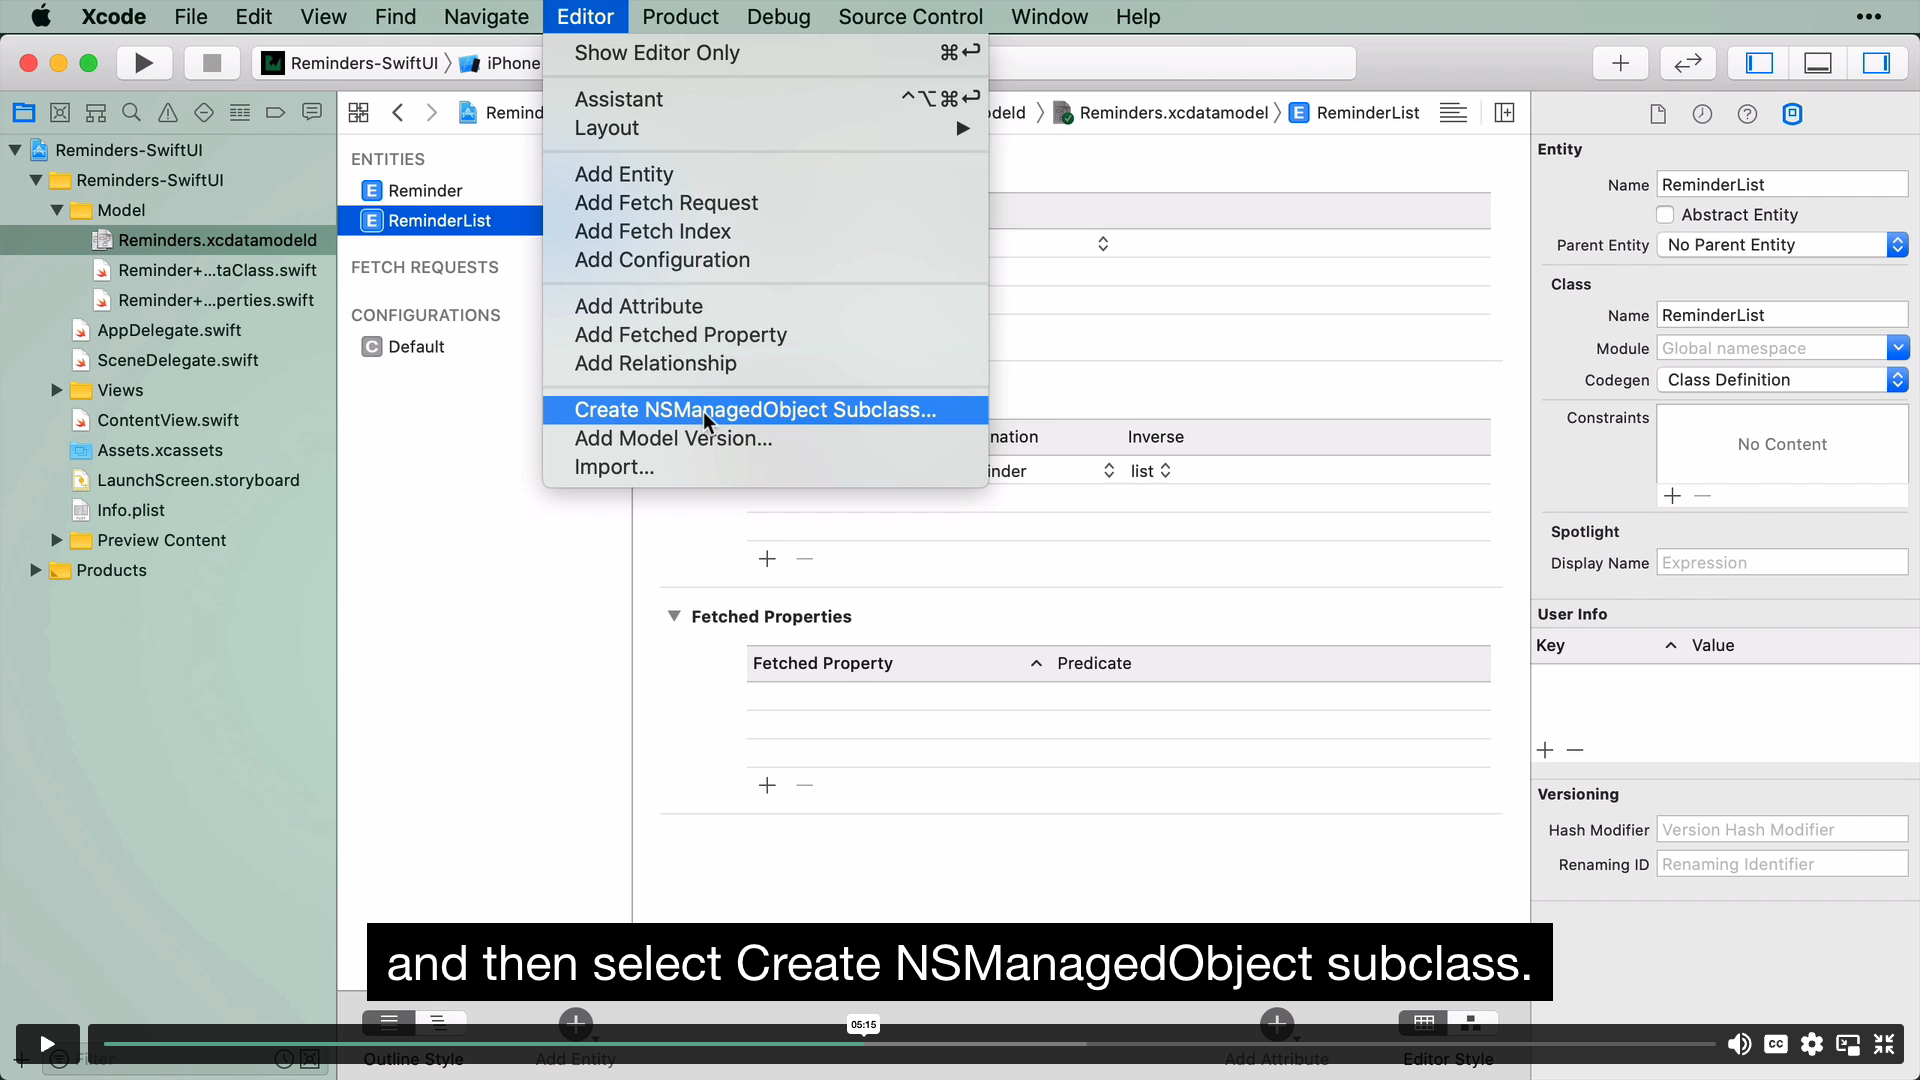 Xcode File Edit View Find Navigate Editor Product Debug Source Control Window Help •••
Reminders-SwiftUI 〉 iPhone
Show Editor Only ⌘↩
Assistant ^⌥⌘↩
Layout ▶
Add Entity
Add Fetch Request
Add Fetch Index
Add Configuration
Add Attribute
Add Fetched Property
Add Relationship
Create NSManagedObject Subclass...
Add Model Version...
Import...
Remind
odeld 〉 Reminders.xcdatamodel 〉 E ReminderList
Reminders-SwiftUI
Reminders-SwiftUI
Model
Reminders.xcdatamodeld
Reminder+...taClass.swift
Reminder+...perties.swift
AppDelegate.swift
SceneDelegate.swift
Views
ContentView.swift
Assets.xcassets
LaunchScreen.storyboard
Info.plist
Preview Content
Products
ENTITIES
E Reminder
E ReminderList
FETCH REQUESTS
CONFIGURATIONS
C Default
nation Inverse
inder list
+ −
Fetched Properties
Fetched Property Predicate
+ −
Entity
Name ReminderList
Abstract Entity
Parent Entity No Parent Entity
Class
Name ReminderList
Module Global namespace
Codegen Class Definition
Constraints No Content
+ −
Spotlight
Display Name Expression
User Info
Key Value
+ −
Versioning
Hash Modifier Version Hash Modifier
Renaming ID Renaming Identifier
and then select Create NSManagedObject subclass.
05:15
CC
Filter
Outline Style Add Entity Add Attribute Editor Style